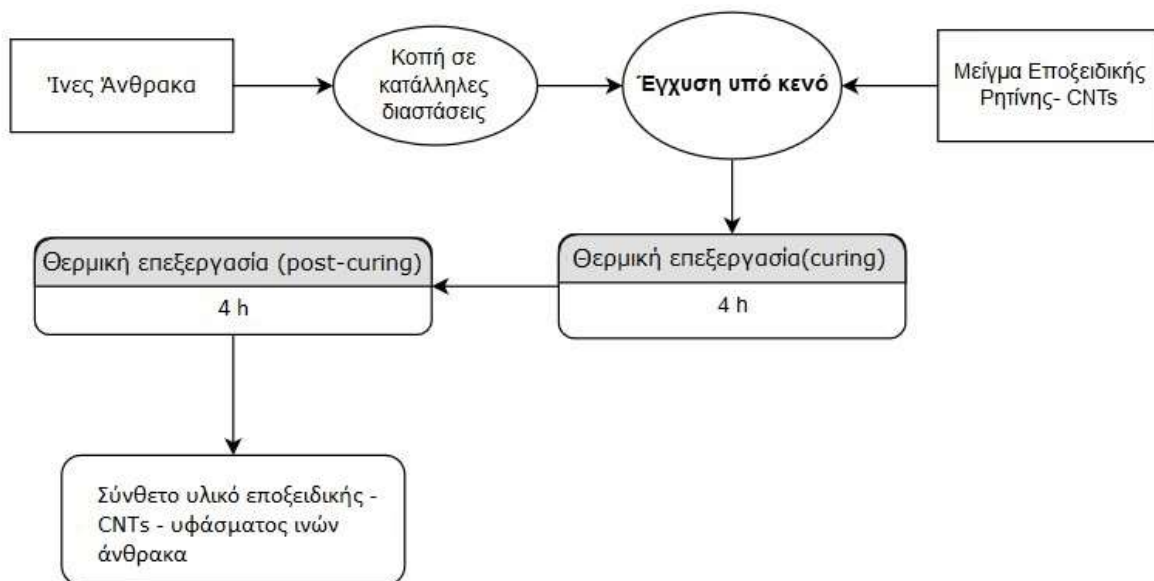 Ίνες Άνθρακα
Κοπή σε
κατάλληλες
διαστάσεις
Έγχυση υπό κενό
Μείγμα Εποξειδικής
Ρητίνης- CNTs
Θερμική επεξεργασία(curing)
4 h
Θερμική επεξεργασία (post-curing)
4 h
Σύνθετο υλικό εποξειδικής -
CNTs - υφάσματος ινών
άνθρακα